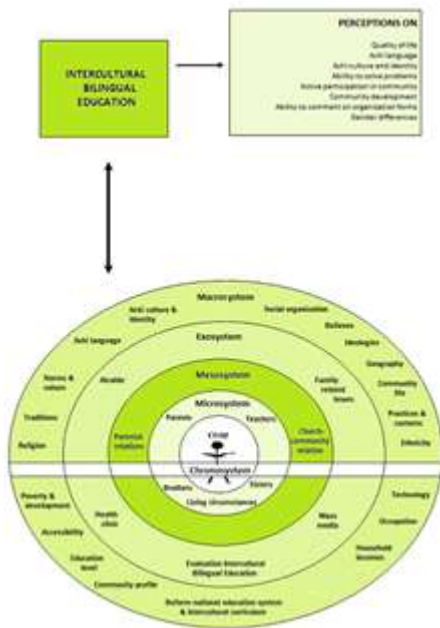 PERCEPTIONS ON
Quality of life
Achi language
Achi culture and identity
Ability to solve problems
Active participation in community
Community development
Ability to comment on organization forms
Gender differences
INTERCULTURAL
BILINGUAL
EDUCATION
Macrosystem
Achi culture &
Identity
Social organization
Believes
Achi language
Ideologies
Exosystem
Geography
Norms & values
Alcalde
Mesosystem
Family related issues
Community life
Microsystem
Traditions
Parents
Teachers
Practices & customs
Parental relations
Child
Church-community relation
Religion
Ethnicity
Chronosystem
Brothers
Sisters
Living circumstances
Poverty & development
Technology
Health clinic
Mass media
Occupation
Accessibility
Education level
Household incomes
Evaluation Intercultural
Bilingual Education
Community profile
Reform national education system
& intercultural curriculum